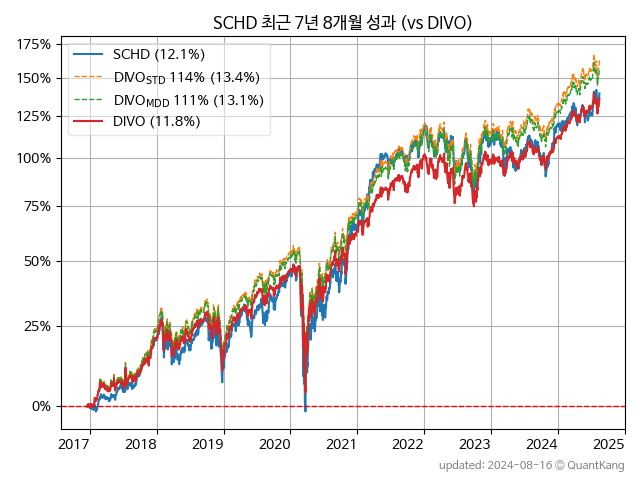 SCHD 최근 7년 8개월 성과 (vs DIVO)
175%
150%
125%
100%
75%
50%
25%
0%
SCHD (12.1%)
DIVO_STD 114% (13.4%)
DIVO_MDD 111% (13.1%)
DIVO (11.8%)
2017 2018 2019 2020 2021 2022 2023 2024 2025
updated: 2024-08-16 © QuantKang